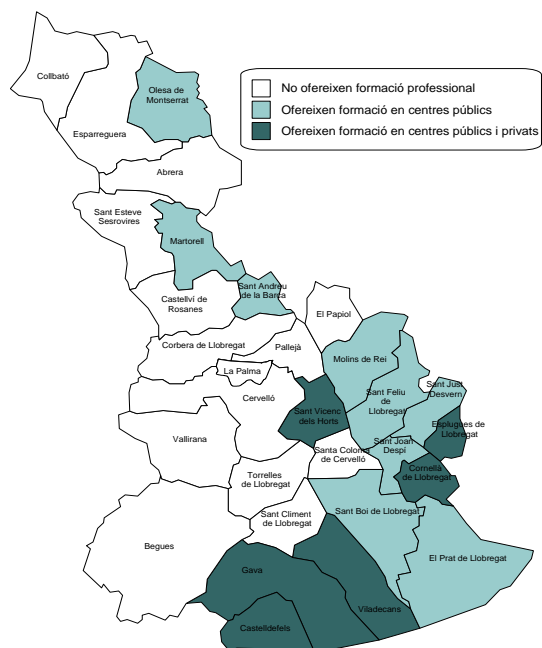 Collbató
Olesa de
Montserrat
No ofereixen formació professional
Ofereixen formació en centres públics
Ofereixen formació en centres públics i privats
Esparreguera
Abrera
Sant Esteve
Sesrovires
Martorell
Sant Andreu
de la Barca
Castellví de
Rosanes
El Papiol
Corbera de Llobregat
Pallejà
La Palma
Molins de Rei
Cervelló
Sant Feliu
de
Llobregat
Sant Just
Desvern
Sant Vicenc
dels Horts
Esplugues de
Llobregat
Vallirana
Santa Coloma
de Cervelló
Sant Joan
Despí
Cornellà
de Llobregat
Torrelles
de Llobregat
Sant Climent
de Llobregat
Sant Boi de Llobregat
Begues
El Prat de Llobregat
Gava
Viladecans
Castelldefels